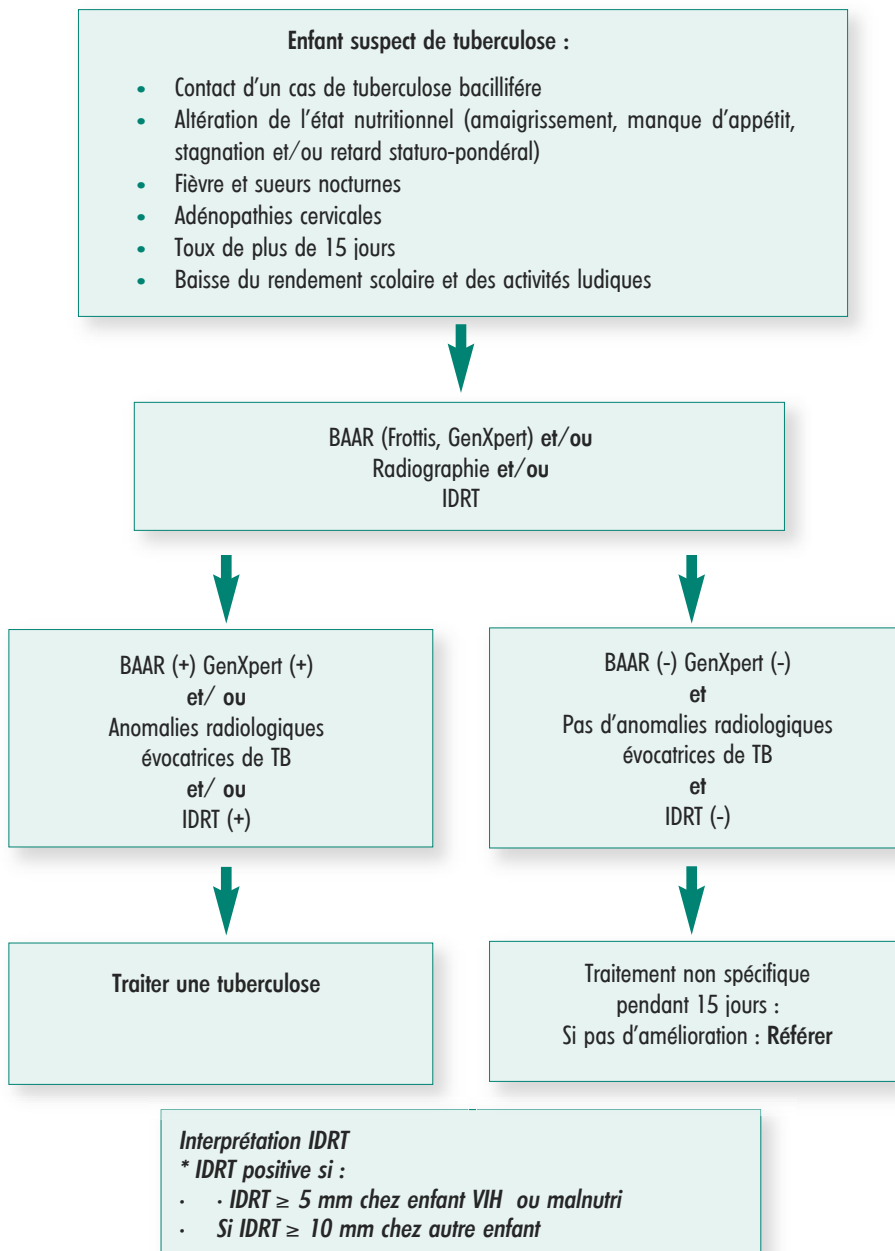 Enfant suspect de tuberculose :
• Contact d'un cas de tuberculose bacillifére
• Altération de l'état nutritionnel (amaigrissement, manque d'appétit,
stagnation et/ou retard staturo-pondéral)
• Fièvre et sueurs nocturnes
• Adénopathies cervicales
• Toux de plus de 15 jours
• Baisse du rendement scolaire et des activités ludiques
BAAR (Frottis, GenXpert) et/ou
Radiographie et/ou
IDRT
BAAR (+) GenXpert (+)
et/ ou
Anomalies radiologiques
évocatrices de TB
et/ ou
IDRT (+)
BAAR (-) GenXpert (-)
et
Pas d'anomalies radiologiques
évocatrices de TB
et
IDRT (-)
Traiter une tuberculose
Traitement non spécifique
pendant 15 jours :
Si pas d'amélioration : Référer
Interprétation IDRT
* IDRT positive si :
· · IDRT ≥ 5 mm chez enfant VIH ou malnutri
· Si IDRT ≥ 10 mm chez autre enfant